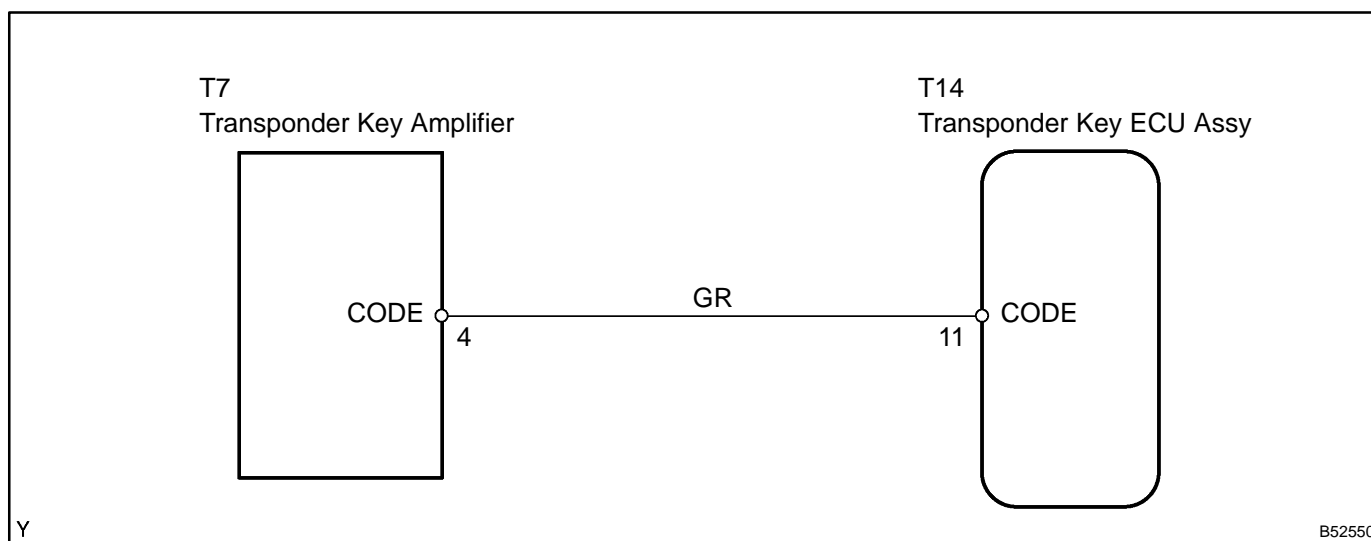 T7
Transponder Key Amplifier
T14
Transponder Key ECU Assy
CODE
4
GR
11
CODE
Y
B52550